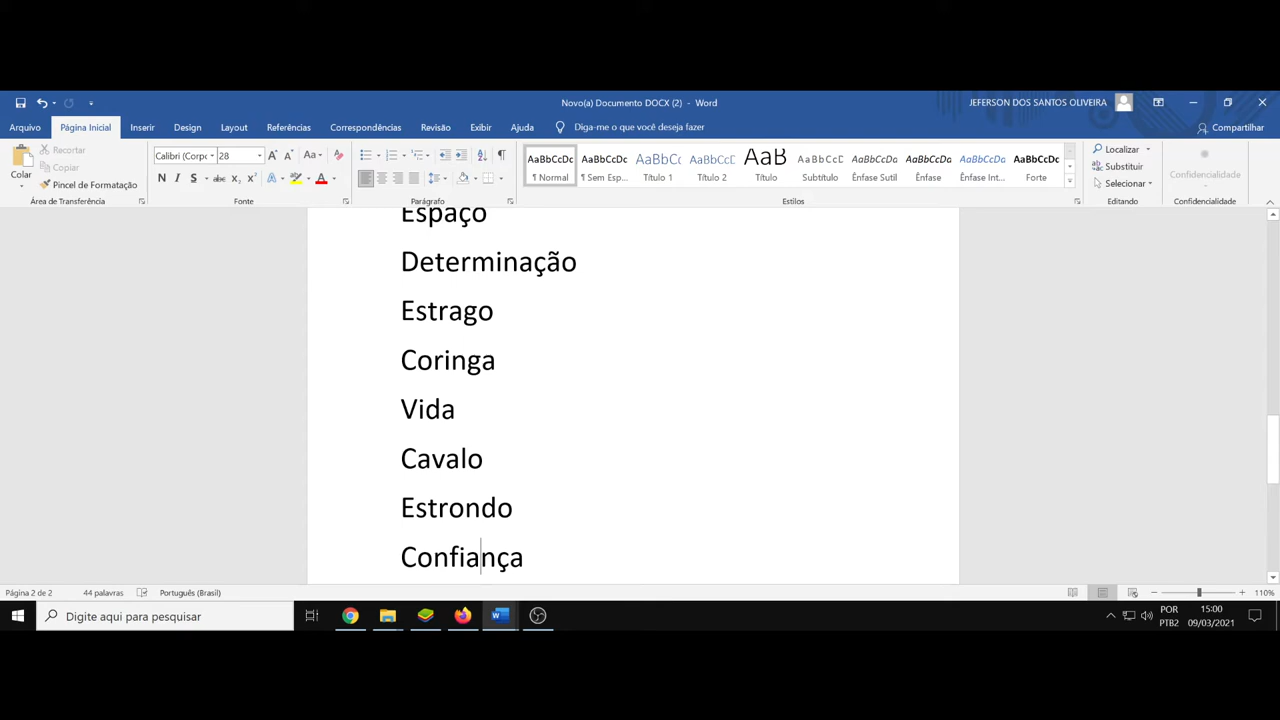 Novo(a) Documento DOCX (2) - Word
JEFERSON DOS SANTOS OLIVEIRA
Arquivo Página Inicial Inserir Design Layout Referências Correspondências Revisão Exibir Ajuda Diga-me o que você deseja fazer Compartilhar
Colar
Recortar
Copiar
Pincel de Formatação
Área de Transferência
Calibri (Corpo 28
N I S abc x₂ x²
Fonte
Parágrafo
AaBbCcDc AaBbCcDc AaBbCc AaBbCcD AaB AaBbCcD AaBbCcDa AaBbCcDa AaBbCcDa AaBbCcDc
¶ Normal ¶ Sem Esp... Título 1 Título 2 Título Subtítulo Ênfase Sutil Ênfase Ênfase Int... Forte
Estilos
Localizar
Substituir
Selecionar
Editando
Confidencialidade
Confidencialidade
Espaço
Determinação
Estrago
Coringa
Vida
Cavalo
Estrondo
Confiança
Página 2 de 2 44 palavras Português (Brasil) 110%
Digite aqui para pesquisar
POR
PTB2
15:00
09/03/2021